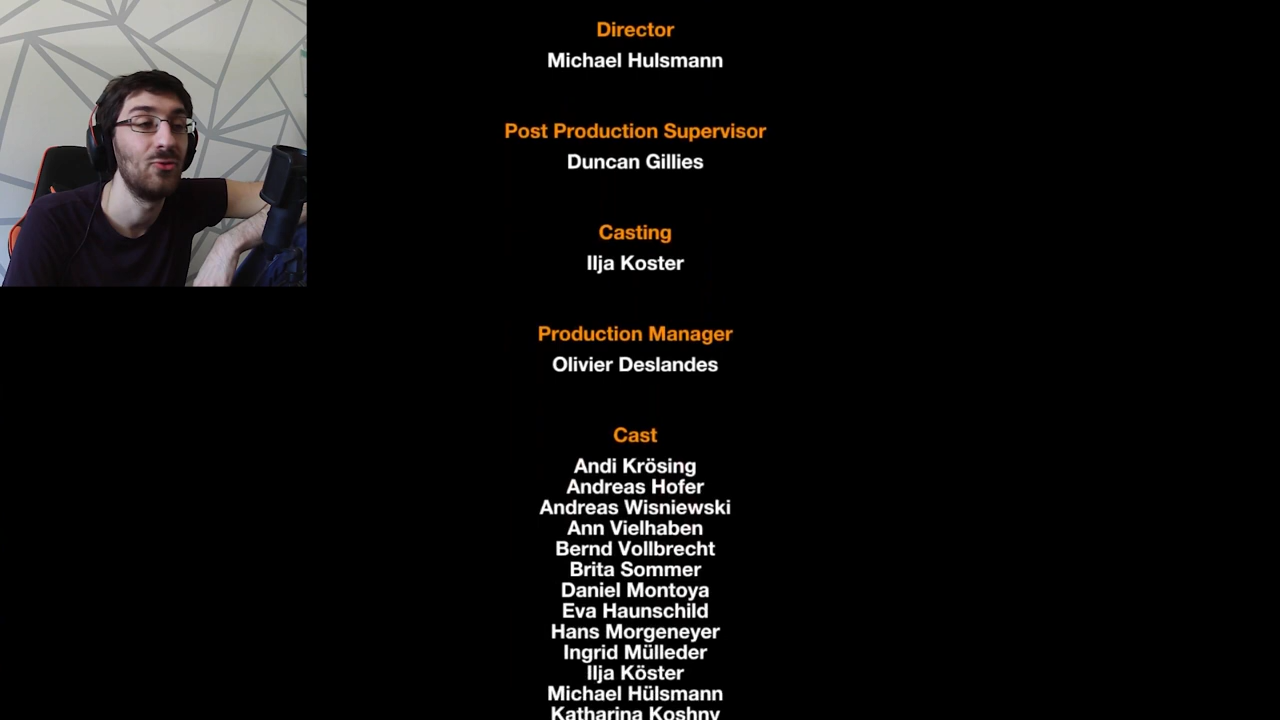 Director
Michael Hulsmann
Post Production Supervisor
Duncan Gillies
Casting
Ilja Koster
Production Manager
Olivier Deslandes
Cast
Andi Krösing
Andreas Hofer
Andreas Wisniewski
Ann Vielhaben
Bernd Vollbrecht
Brita Sommer
Daniel Montoya
Eva Haunschild
Hans Morgeneyer
Ingrid Mülleder
Ilja Köster
Michael Hülsmann
Katharina Koshny